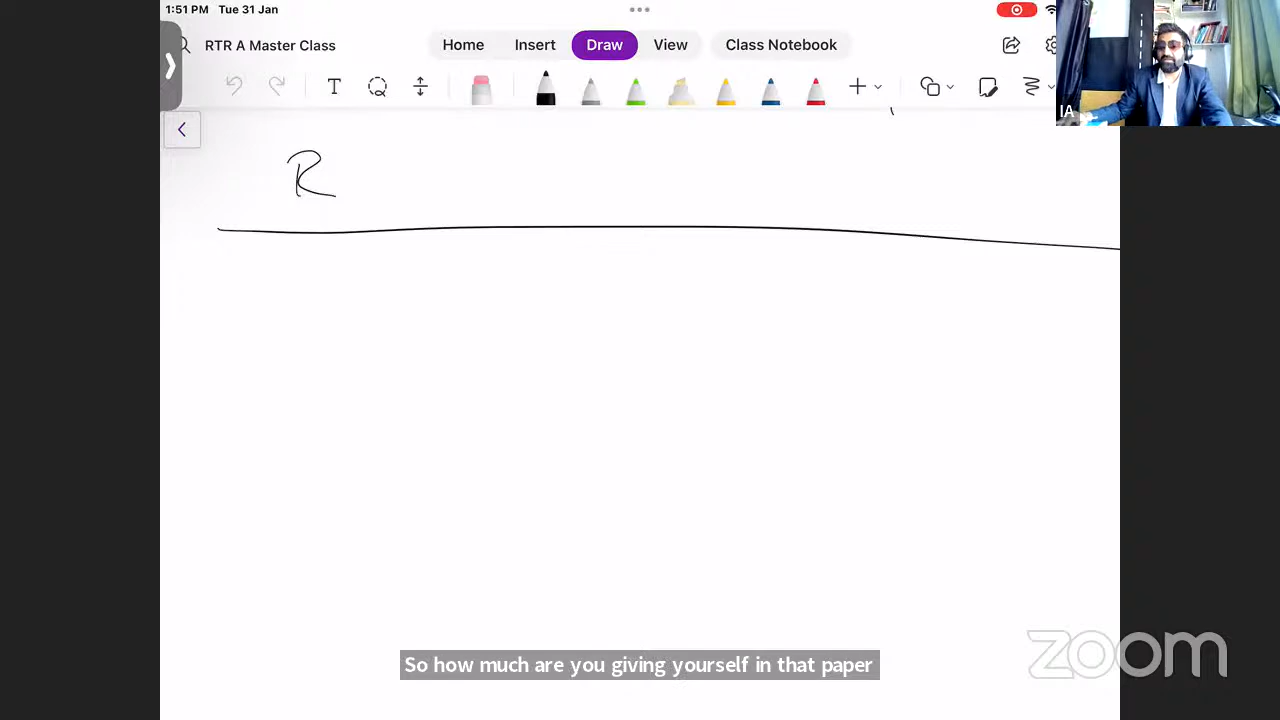 1:51 PM Tue 31 Jan
RTR A Master Class
Home Insert Draw View Class Notebook
T
IA
R
So how much are you giving yourself in that paper
zoom